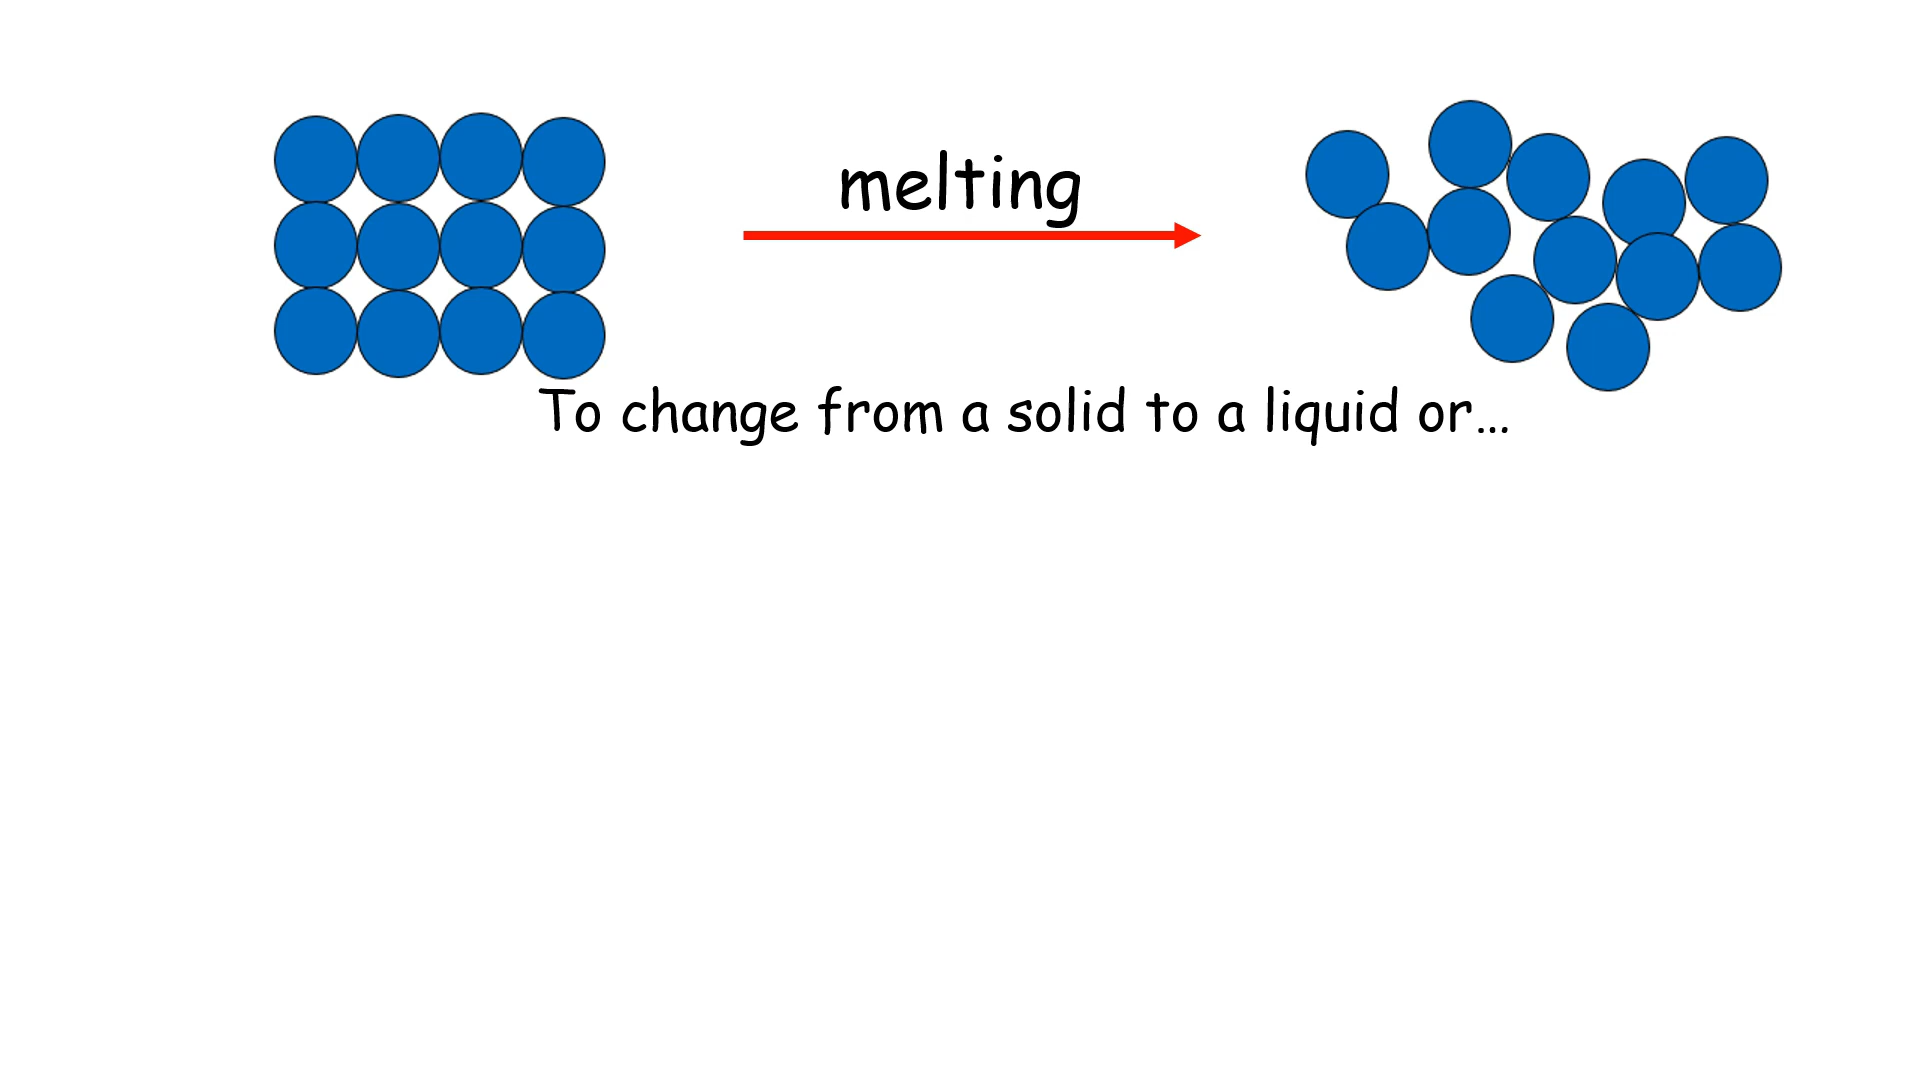 melting
To change from a solid to a liquid or...